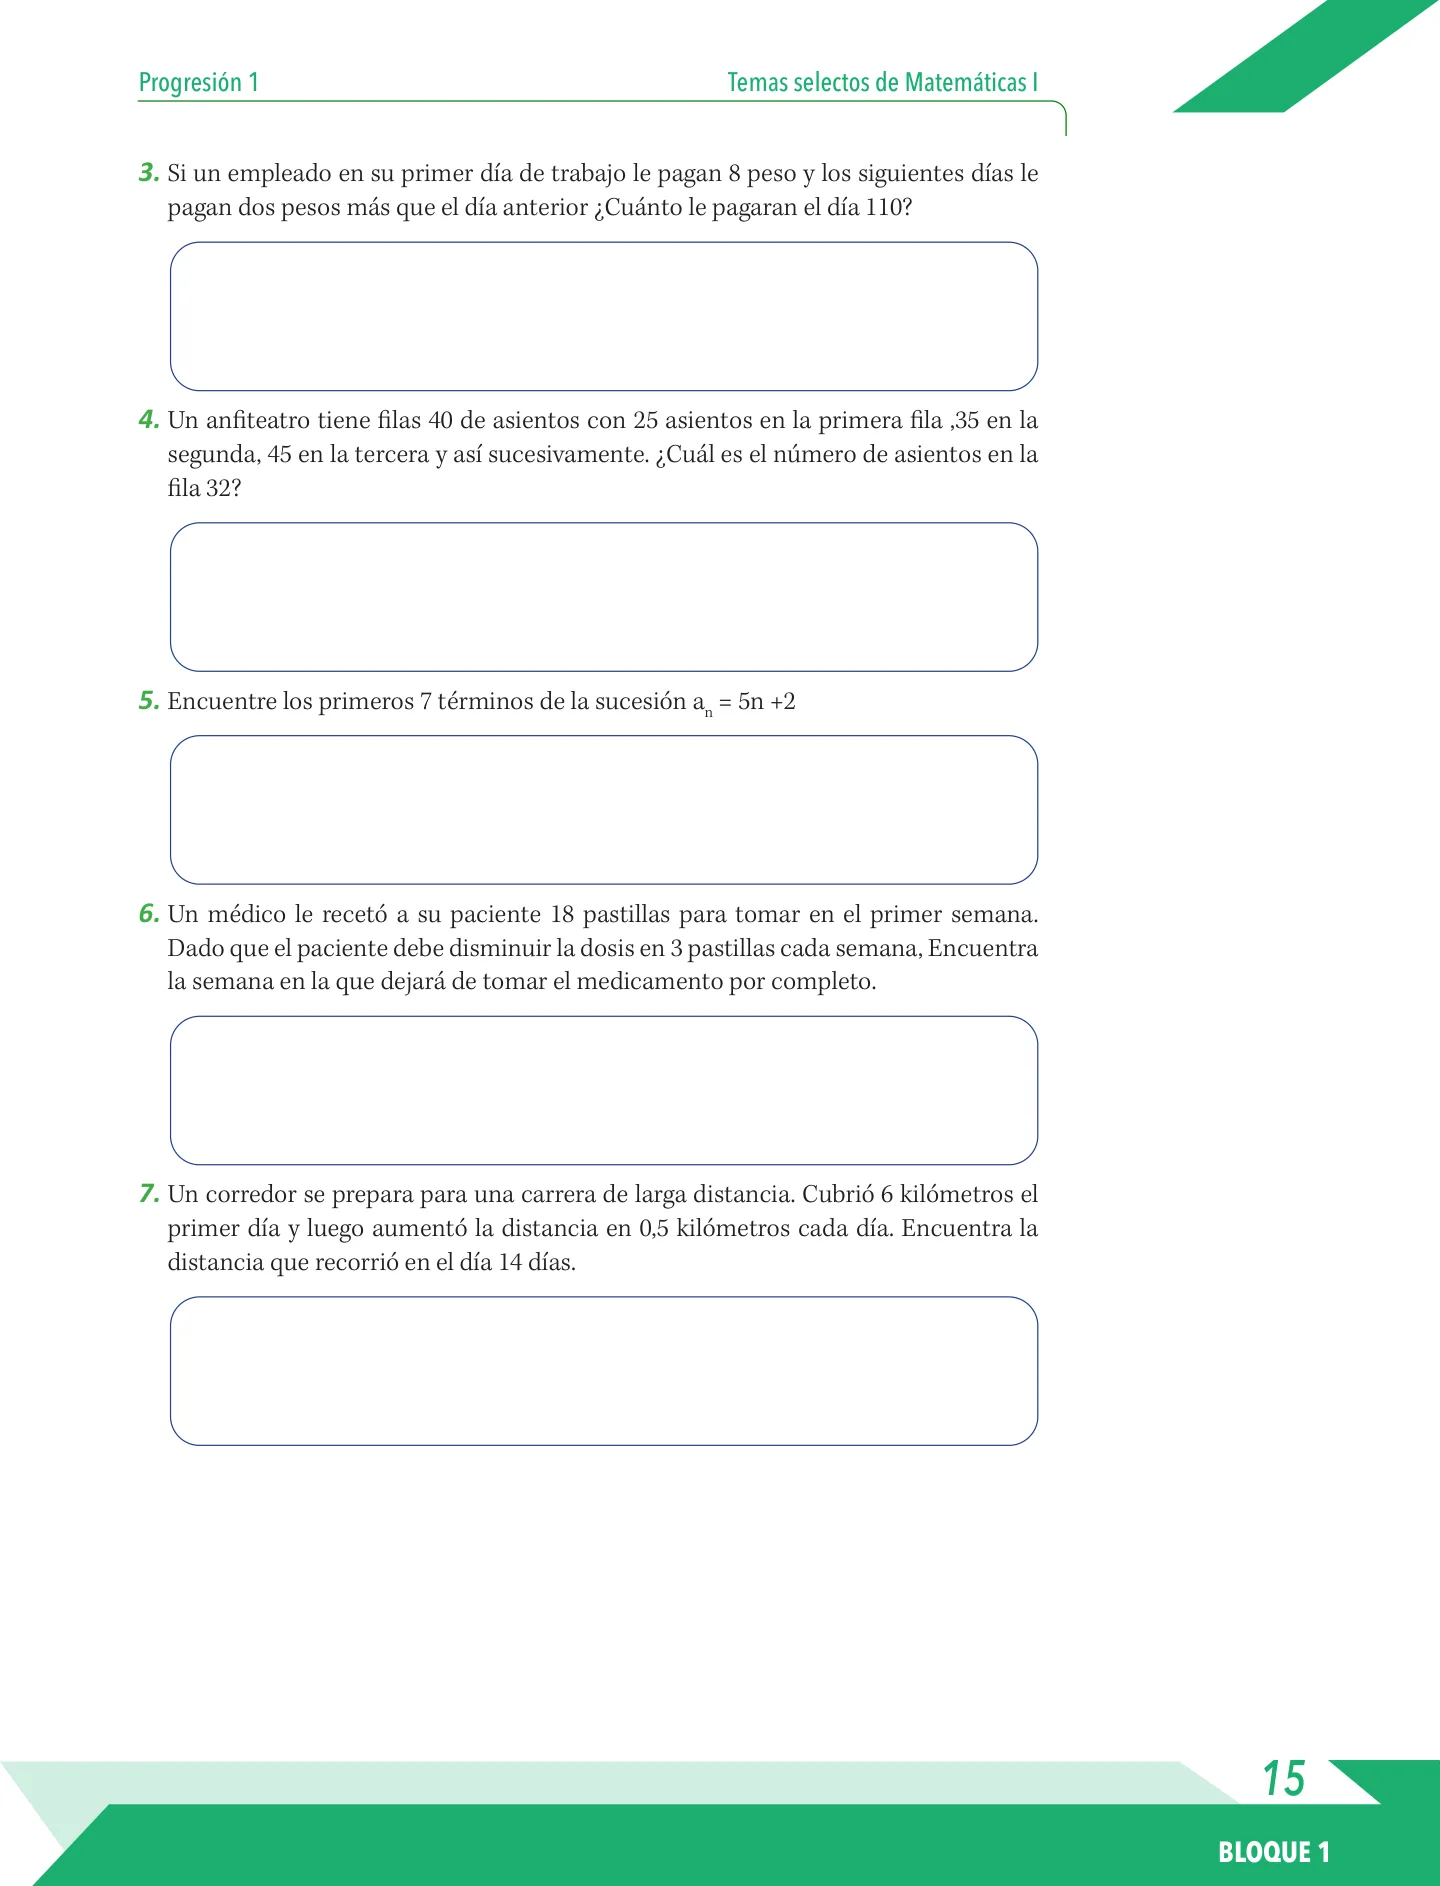 Progresión 1
Temas selectos de Matemáticas I
3. Si un empleado en su primer día de trabajo le pagan 8 peso y los siguientes días le
pagan dos pesos más que el día anterior ¿Cuánto le pagaran el día 110?
4. Un anfiteatro tiene filas 40 de asientos con 25 asientos en la primera fila ,35 en la
segunda, 45 en la tercera y así sucesivamente. ¿Cuál es el número de asientos en la
fila 32?
5. Encuentre los primeros 7 términos de la sucesión aₙ = 5n +2
6. Un médico le recetó a su paciente 18 pastillas para tomar en el primer semana.
Dado que el paciente debe disminuir la dosis en 3 pastillas cada semana, Encuentra
la semana en la que dejará de tomar el medicamento por completo.
7. Un corredor se prepara para una carrera de larga distancia. Cubrió 6 kilómetros el
primer día y luego aumentó la distancia en 0,5 kilómetros cada día. Encuentra la
distancia que recorrió en el día 14 días.
15
BLOQUE 1